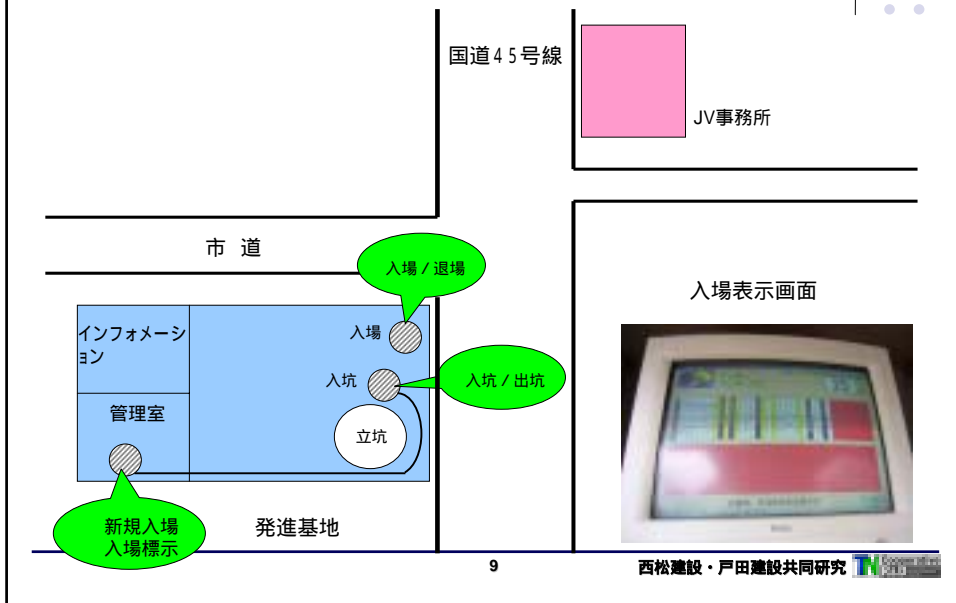 国道45号線
JV事務所
市 道
入場/退場
入場表示画面
インフォメーシ
ョン
入場
入坑
入坑/出坑
管理室
立坑
新規入場
入場標示
発進基地
9
西松建設・戸田建設共同研究
TN